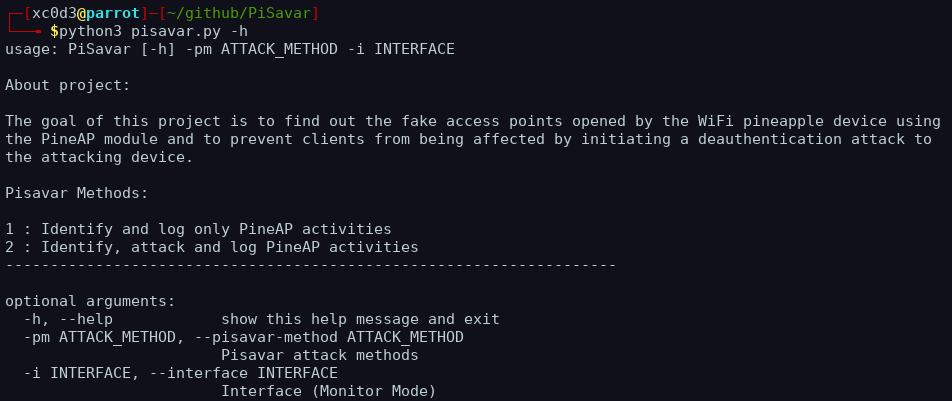 ┌─[xc0d3@parrot]─[~/github/PiSavar]
└──╼ $python3 pisavar.py -h
usage: PiSavar [-h] -pm ATTACK_METHOD -i INTERFACE
About project:
The goal of this project is to find out the fake access points opened by the WiFi pineapple device using
the PineAP module and to prevent clients from being affected by initiating a deauthentication attack to
the attacking device.
Pisavar Methods:
1 : Identify and log only PineAP activities
2 : Identify, attack and log PineAP activities
--------------------------------------------------------------------
optional arguments:
  -h, --help            show this help message and exit
  -pm ATTACK_METHOD, --pisavar-method ATTACK_METHOD
                        Pisavar attack methods
  -i INTERFACE, --interface INTERFACE
                        Interface (Monitor Mode)